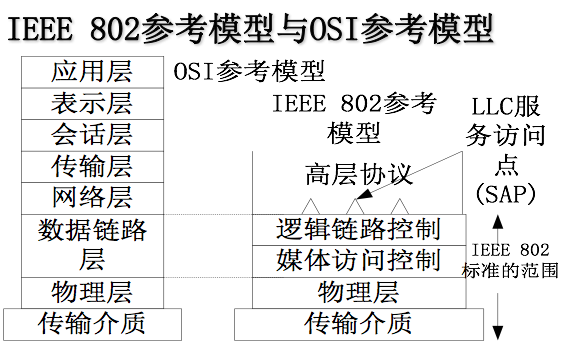 IEEE 802参考模型与OSI参考模型
应用层
表示层
会话层
传输层
网络层
数据链路
层
物理层
传输介质
OSI参考模型
IEEE 802参考
模型
高层协议
逻辑链路控制
媒体访问控制
物理层
传输介质
LLC服
务访问
点
(SAP)
IEEE 802
标准的范围